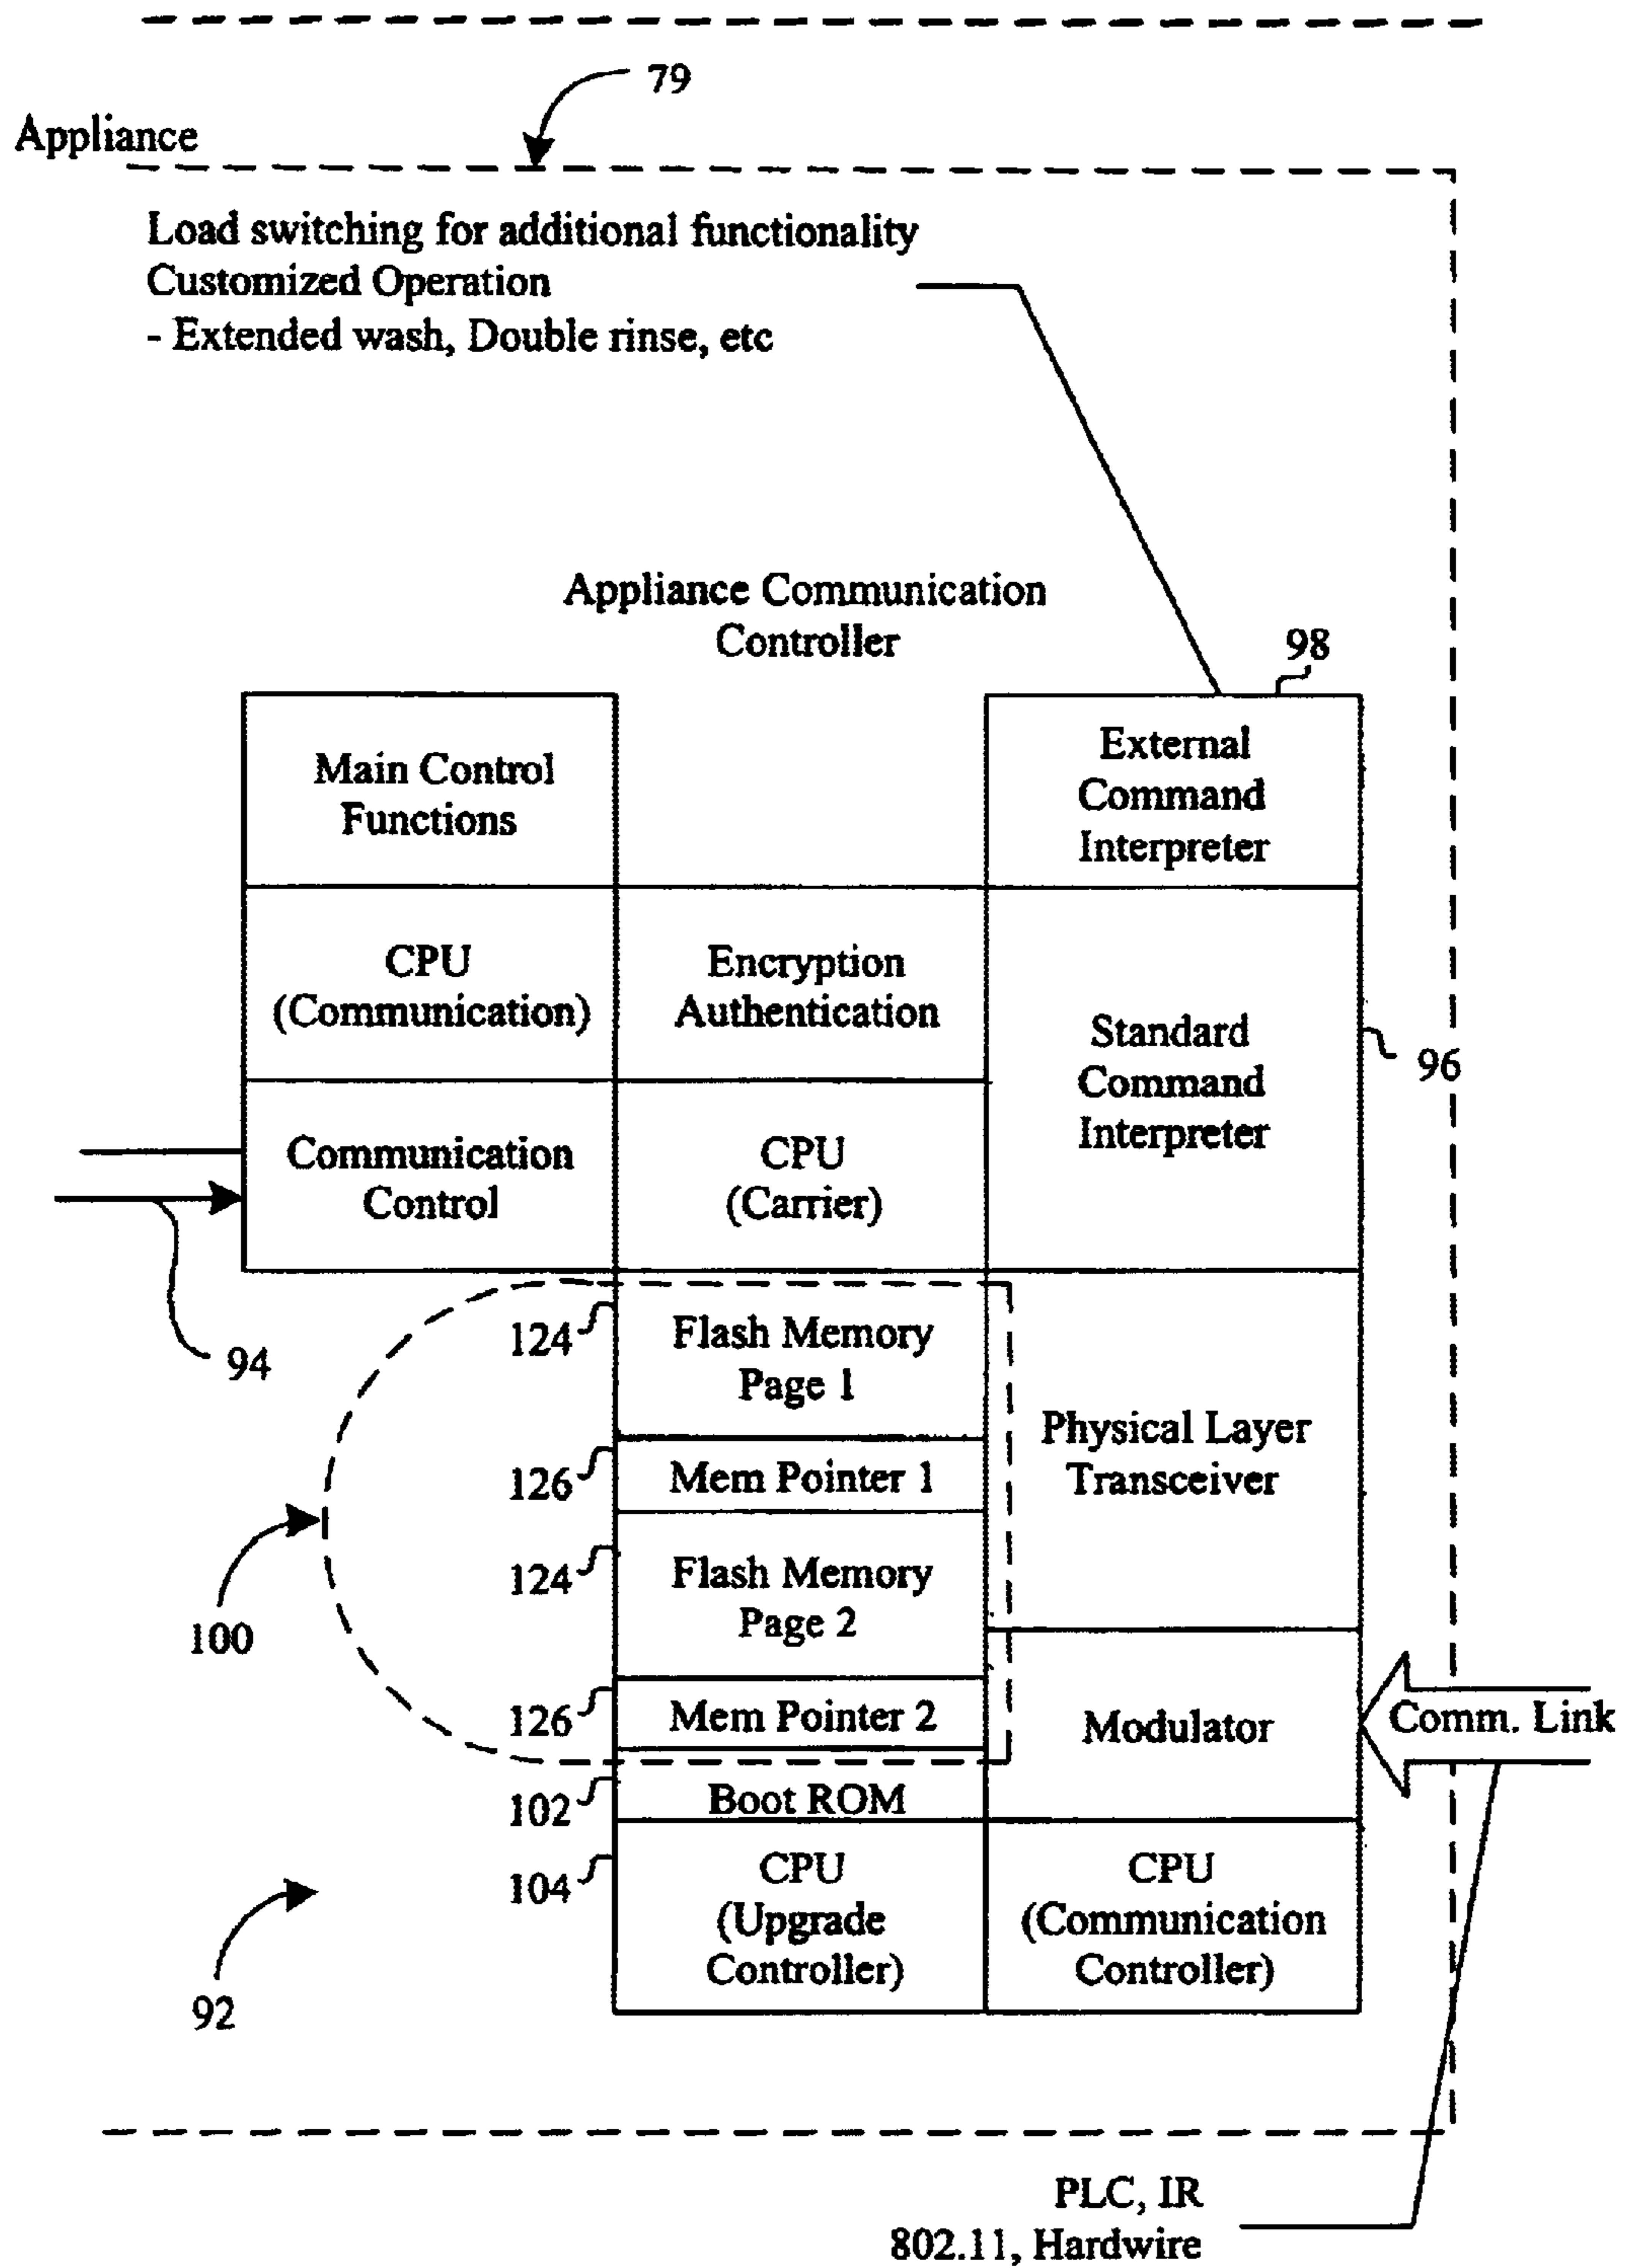 79
Appliance
Load switching for additional functionality
Customized Operation
- Extended wash, Double rinse, etc
Appliance Communication
Controller
98
Main Control
Functions
External
Command
Interpreter
CPU
(Communication)
Encryption
Authentication
Standard
Command
Interpreter
96
Communication
Control
CPU
(Carrier)
94
124
Flash Memory
Page 1
Physical Layer
Transceiver
126
Mem Pointer 1
100
124
Flash Memory
Page 2
126
Mem Pointer 2
Modulator
Comm. Link
102
Boot ROM
104
CPU
(Upgrade
Controller)
CPU
(Communication
Controller)
92
PLC, IR
802.11, Hardwire